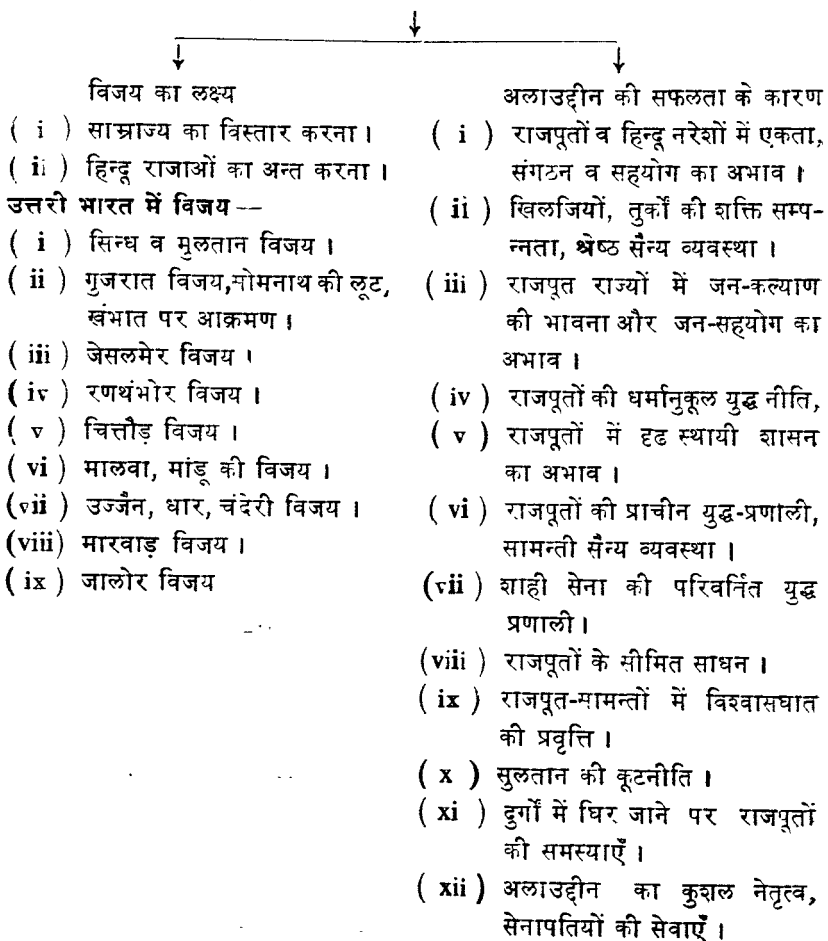 विजय का लक्ष्य
( i ) साम्राज्य का विस्तार करना ।
( ii ) हिन्दू राजाओं का अन्त करना ।
उत्तरी भारत में विजय--
( i ) सिन्ध व मुलतान विजय ।
( ii ) गुजरात विजय,सोमनाथ की लूट,
खंभात पर आक्रमण ।
( iii ) जेसलमेर विजय ।
( iv ) रणथंभोर विजय ।
( v ) चित्तौड़ विजय ।
( vi ) मालवा, मांडू की विजय ।
(vii ) उज्जैन, धार, चंदेरी विजय ।
(viii) मारवाड़ विजय ।
( ix ) जालोर विजय
अलाउद्दीन की सफलता के कारण
( i ) राजपूतों व हिन्दू नरेशों में एकता,
संगठन व सहयोग का अभाव ।
( ii ) खिलजियों, तुर्कों की शक्ति सम्प-
न्नता, श्रेष्ठ सैन्य व्यवस्था ।
( iii ) राजपूत राज्यों में जन-कल्याण
की भावना और जन-सहयोग का
अभाव ।
( iv ) राजपूतों की धर्मानुकूल युद्ध नीति,
( v ) राजपूतों में दृढ स्थायी शासन
का अभाव ।
( vi ) राजपूतों की प्राचीन युद्ध-प्रणाली,
सामन्ती सैन्य व्यवस्था ।
(vii ) शाही सेना की परिवर्तित युद्ध
प्रणाली ।
(viii ) राजपूतों के सीमित साधन ।
( ix ) राजपूत-सामन्तों में विश्वासघात
की प्रवृत्ति ।
( x ) सुलतान की कूटनीति ।
( xi ) दुर्गों में घिर जाने पर राजपूतों
की समस्याएँ ।
( xii ) अलाउद्दीन का कुशल नेतृत्व,
सेनापतियों की सेवाएँ ।